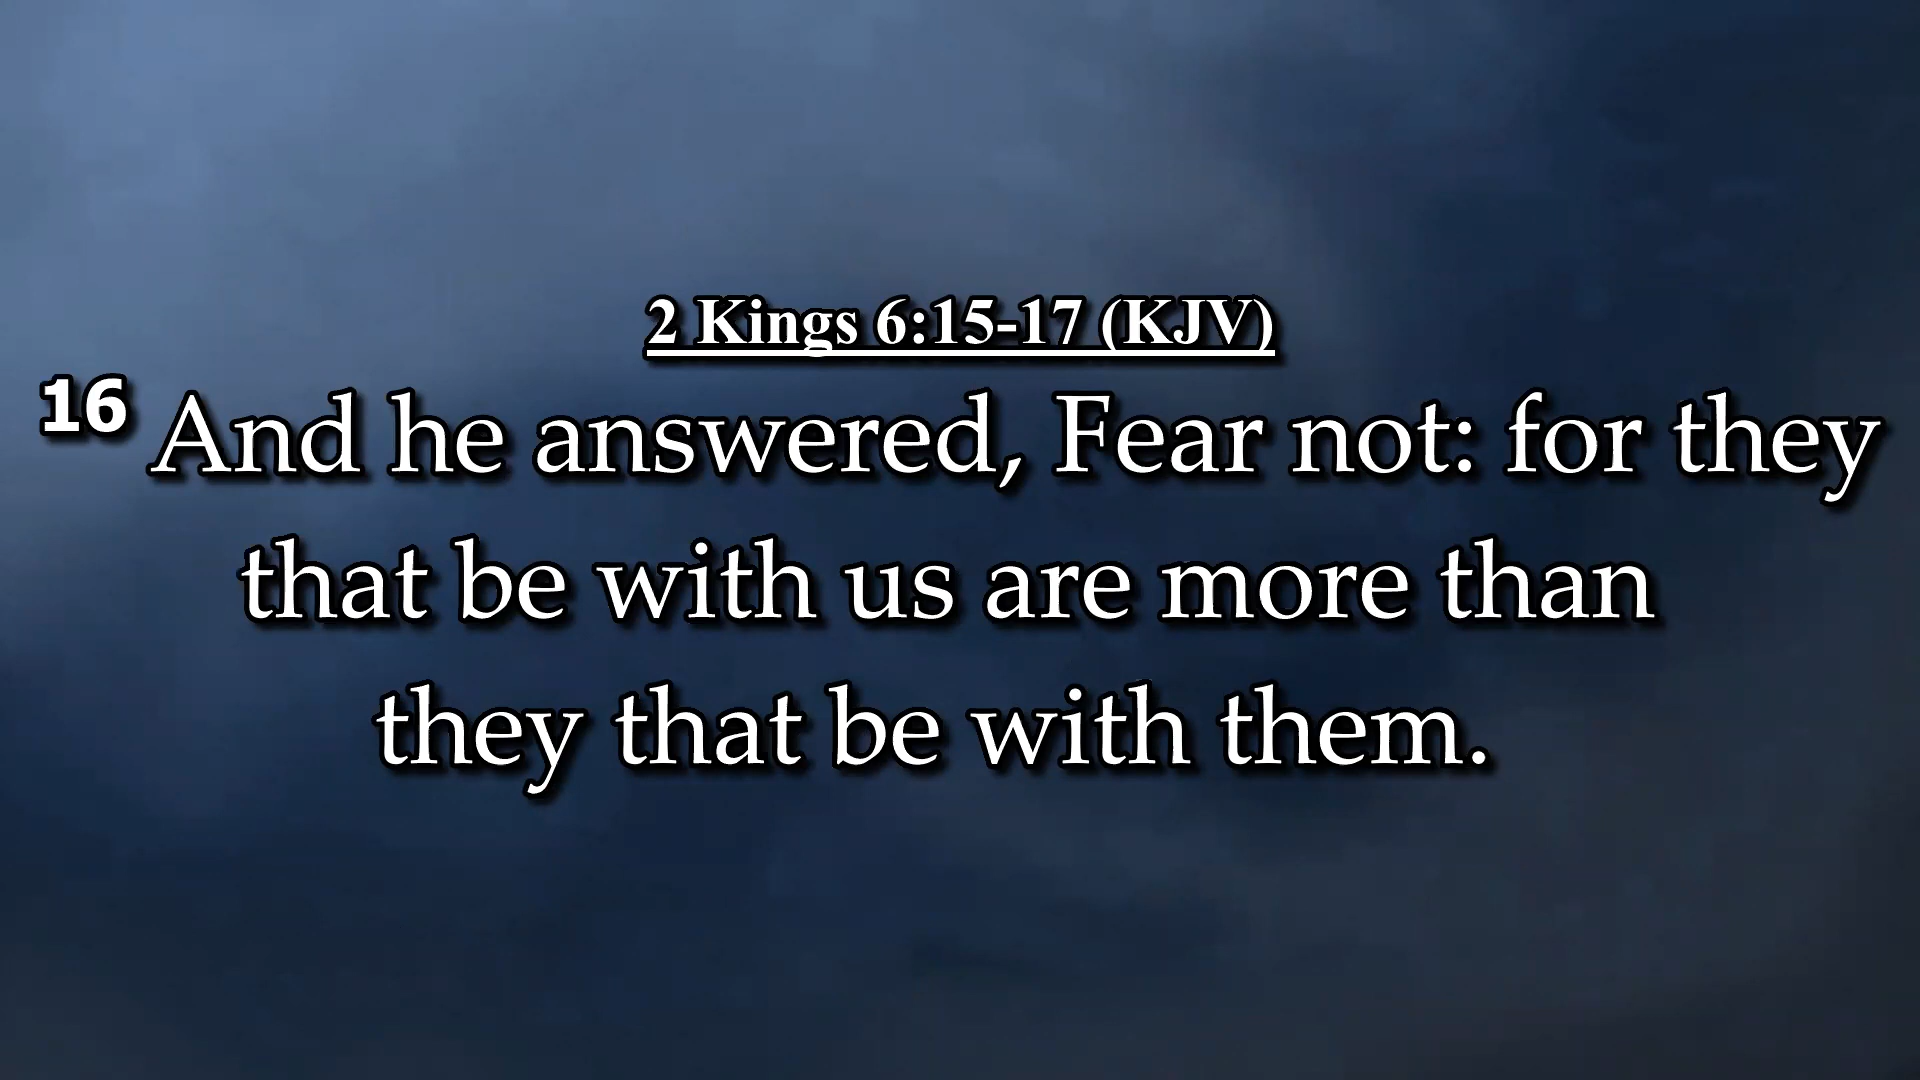 2 Kings 6:15-17 (KJV)
16 And he answered, Fear not: for they
that be with us are more than
they that be with them.